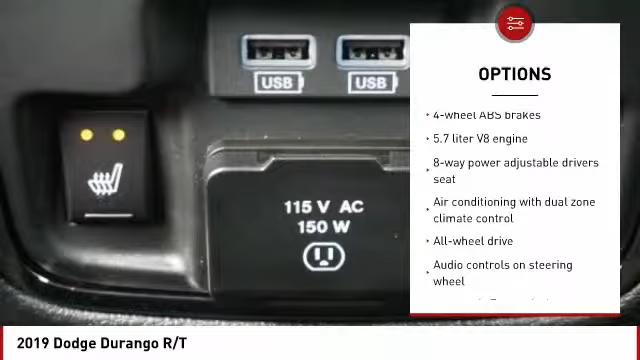 USB
USB
115 V AC
150 W
OPTIONS
4-wheel ABS brakes
5.7 liter V8 engine
8-way power adjustable drivers
seat
Air conditioning with dual zone
climate control
All-wheel drive
Audio controls on steering
wheel
2019 Dodge Durango R/T